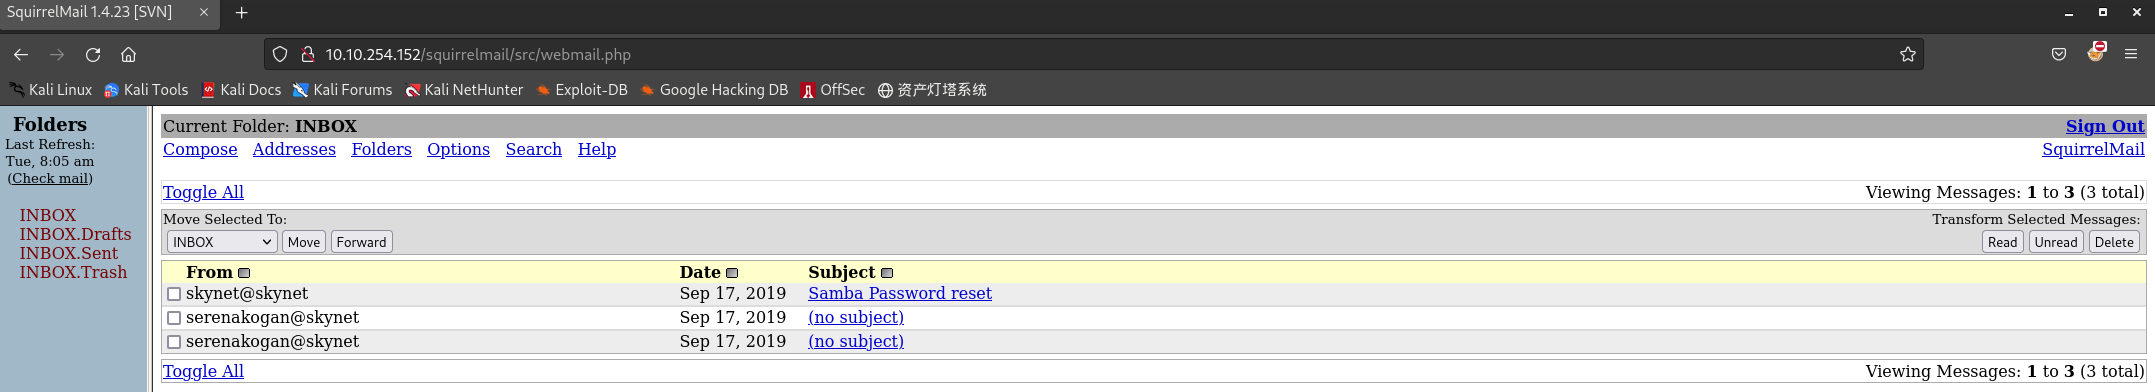 SquirrelMail 1.4.23 [SVN]
10.10.254.152/squirrelmail/src/webmail.php
Kali Linux Kali Tools Kali Docs Kali Forums Kali NetHunter Exploit-DB Google Hacking DB OffSec 资产灯塔系统
Folders
Last Refresh:
Tue, 8:05 am
(Check mail)
INBOX
INBOX.Drafts
INBOX.Sent
INBOX.Trash
Current Folder: INBOX Sign Out
Compose Addresses Folders Options Search Help SquirrelMail
Toggle All Viewing Messages: 1 to 3 (3 total)
Move Selected To: Transform Selected Messages:
INBOX Move Forward Read Unread Delete
From Date Subject
skynet@skynet Sep 17, 2019 Samba Password reset
serenakogan@skynet Sep 17, 2019 (no subject)
serenakogan@skynet Sep 17, 2019 (no subject)
Toggle All Viewing Messages: 1 to 3 (3 total)